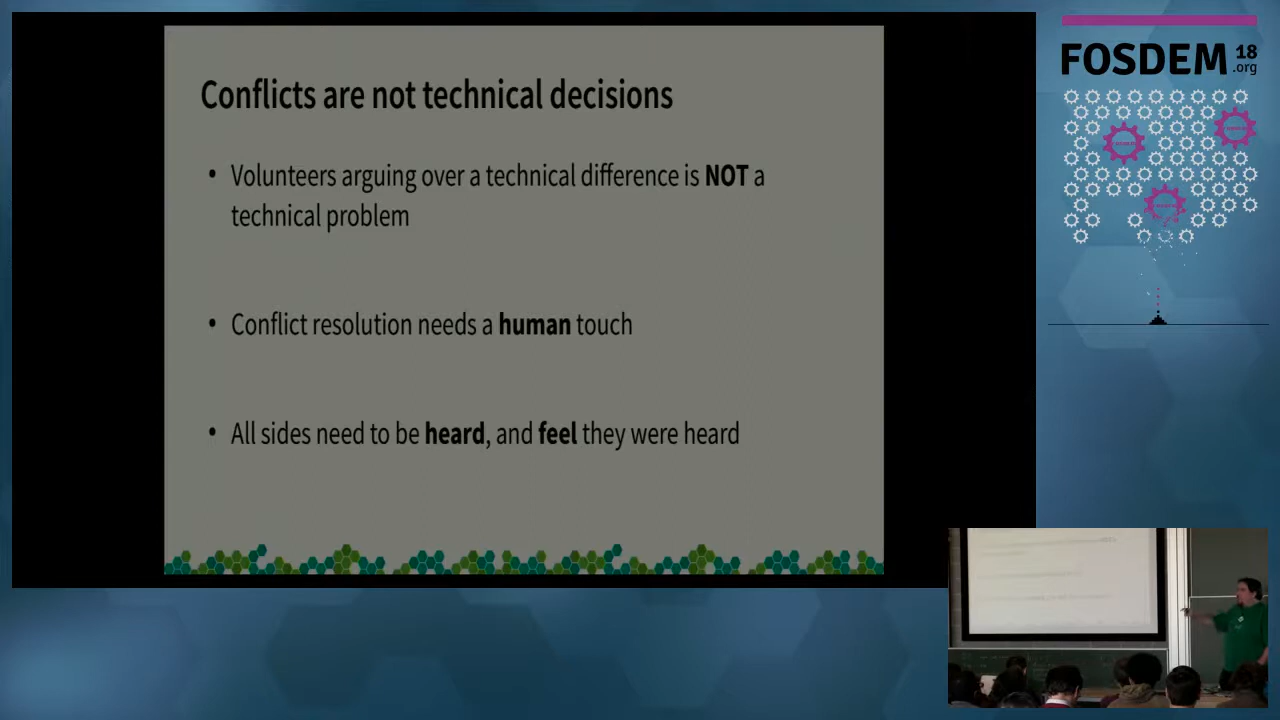 Conflicts are not technical decisions
• Volunteers arguing over a technical difference is NOT a
technical problem
• Conflict resolution needs a human touch
• All sides need to be heard, and feel they were heard
FOSDEM 18
.org